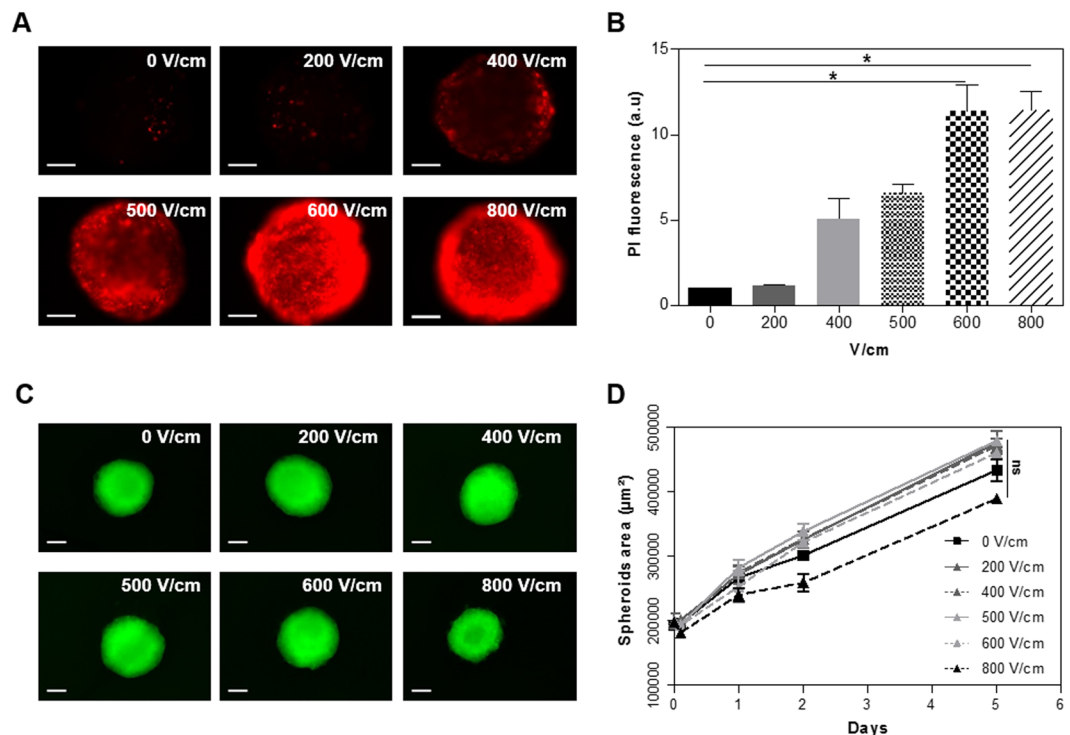 A
0 V/cm
200 V/cm
400 V/cm
500 V/cm
600 V/cm
800 V/cm
B
15
10
5
0
PI fluorescence (a.u)
*
*
0
200
400
500
600
800
V/cm
C
0 V/cm
200 V/cm
400 V/cm
500 V/cm
600 V/cm
800 V/cm
D
500000
400000
300000
200000
100000
Spheroids area (µm²)
ns
0 V/cm
200 V/cm
400 V/cm
500 V/cm
600 V/cm
800 V/cm
0
1
2
3
4
5
6
Days